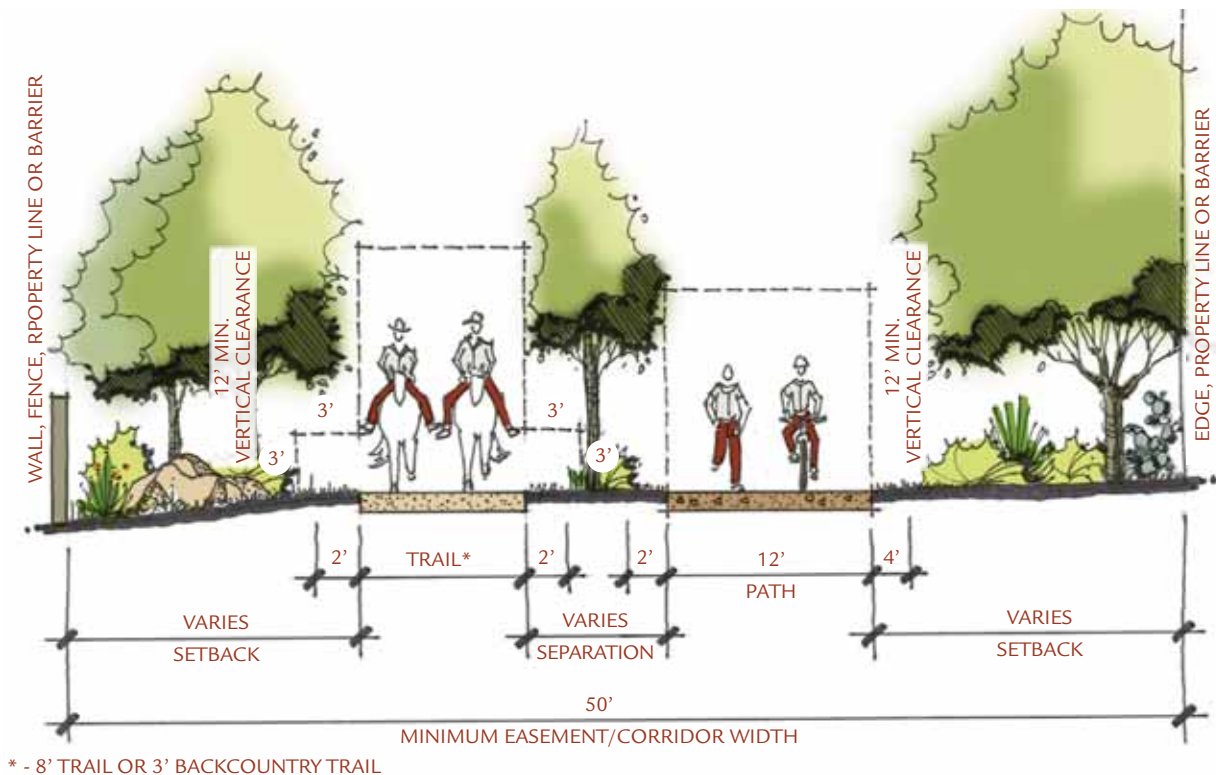 WALL, FENCE, RPOPERTY LINE OR BARRIER
12' MIN.
VERTICAL CLEARANCE
3'
3'
3'
3'
12' MIN.
VERTICAL CLEARANCE
EDGE, PROPERTY LINE OR BARRIER
2'
TRAIL*
2'
2'
12'
PATH
4'
VARIES
SETBACK
VARIES
SEPARATION
VARIES
SETBACK
50'
MINIMUM EASEMENT/CORRIDOR WIDTH
* - 8' TRAIL OR 3' BACKCOUNTRY TRAIL